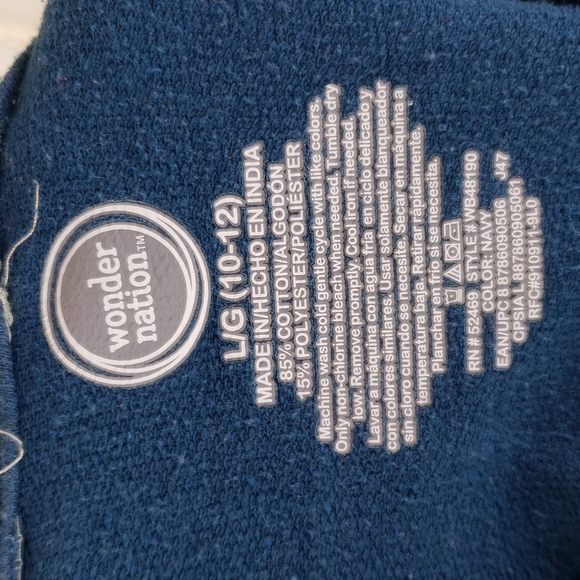 wonder
nation™
L/G (10-12)
MADE IN/HECHO EN INDIA
85% COTTON/ALGODÓN
15% POLYESTER/POLIÉSTER
Machine wash cold gentle cycle with like colors.
Only non-chlorine bleach when needed. Tumble dry
low. Remove promptly. Cool iron if needed.
Lavar a máquina con agua fría en ciclo delicado y
con colores similares. Usar solamente blanqueador
sin cloro cuando se necesite. Secar en máquina a
temperatura baja. Retirar rápidamente.
Planchar en frío si se necesita.
RN # 52469 STYLE # WB48190
COLOR: NAVY J47
EAN/UPC 8 8786090506
OPSIA L 887860905061
RFC#910911-9L0